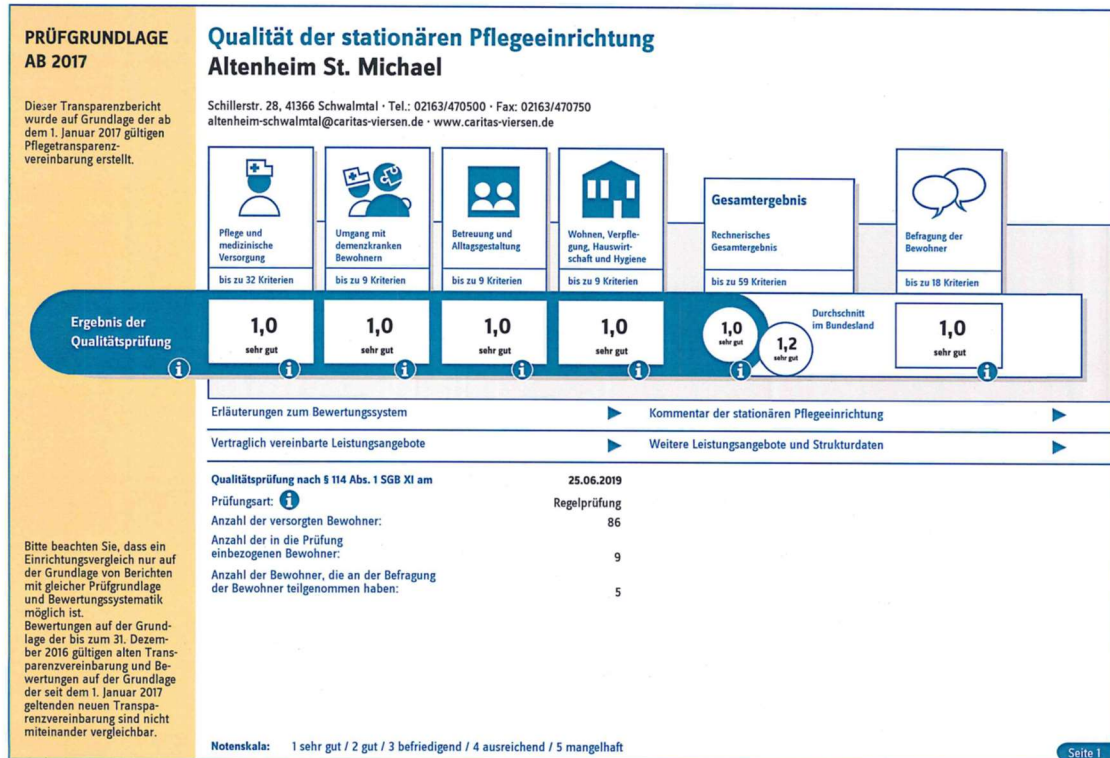 PRÜFGRUNDLAGE
AB 2017
Dieser Transparenzbericht
wurde auf Grundlage der ab
dem 1. Januar 2017 gültigen
Pflegetransparenz-
vereinbarung erstellt.
Bitte beachten Sie, dass ein
Einrichtungsvergleich nur auf
der Grundlage von Berichten
mit gleicher Prüfgrundlage
und Bewertungssystematik
möglich ist.
Bewertungen auf der Grund-
lage der bis zum 31. Dezem-
ber 2016 gültigen alten Trans-
parenzvereinbarung und Be-
wertungen auf der Grundlage
der seit dem 1. Januar 2017
geltenden neuen Transpa-
renzvereinbarung sind nicht
miteinander vergleichbar.
Qualität der stationären Pflegeeinrichtung
Altenheim St. Michael
Schillerstr. 28, 41366 Schwalmtal · Tel.: 02163/470500 · Fax: 02163/470750
altenheim-schwalmtal@caritas-viersen.de · www.caritas-viersen.de
Pflege und
medizinische
Versorgung
bis zu 32 Kriterien
Umgang mit
demenzkranken
Bewohnern
bis zu 9 Kriterien
Betreuung und
Alltagsgestaltung
bis zu 9 Kriterien
Wohnen, Verpfle-
gung, Hauswirt-
schaft und Hygiene
bis zu 9 Kriterien
Gesamtergebnis
Rechnerisches
Gesamtergebnis
bis zu 59 Kriterien
Befragung der
Bewohner
bis zu 18 Kriterien
Ergebnis der
Qualitätsprüfung
i
1,0
sehr gut
i
1,0
sehr gut
i
1,0
sehr gut
i
1,0
sehr gut
i
1,0
sehr gut
i
1,2
sehr gut
Durchschnitt
im Bundesland
1,0
sehr gut
i
Erläuterungen zum Bewertungssystem
Kommentar der stationären Pflegeeinrichtung
Vertraglich vereinbarte Leistungsangebote
Weitere Leistungsangebote und Strukturdaten
Qualitätsprüfung nach § 114 Abs. 1 SGB XI am 25.06.2019
Prüfungsart: i Regelprüfung
Anzahl der versorgten Bewohner: 86
Anzahl der in die Prüfung
einbezogenen Bewohner: 9
Anzahl der Bewohner, die an der Befragung
der Bewohner teilgenommen haben: 5
Notenskala: 1 sehr gut / 2 gut / 3 befriedigend / 4 ausreichend / 5 mangelhaft
Seite 1